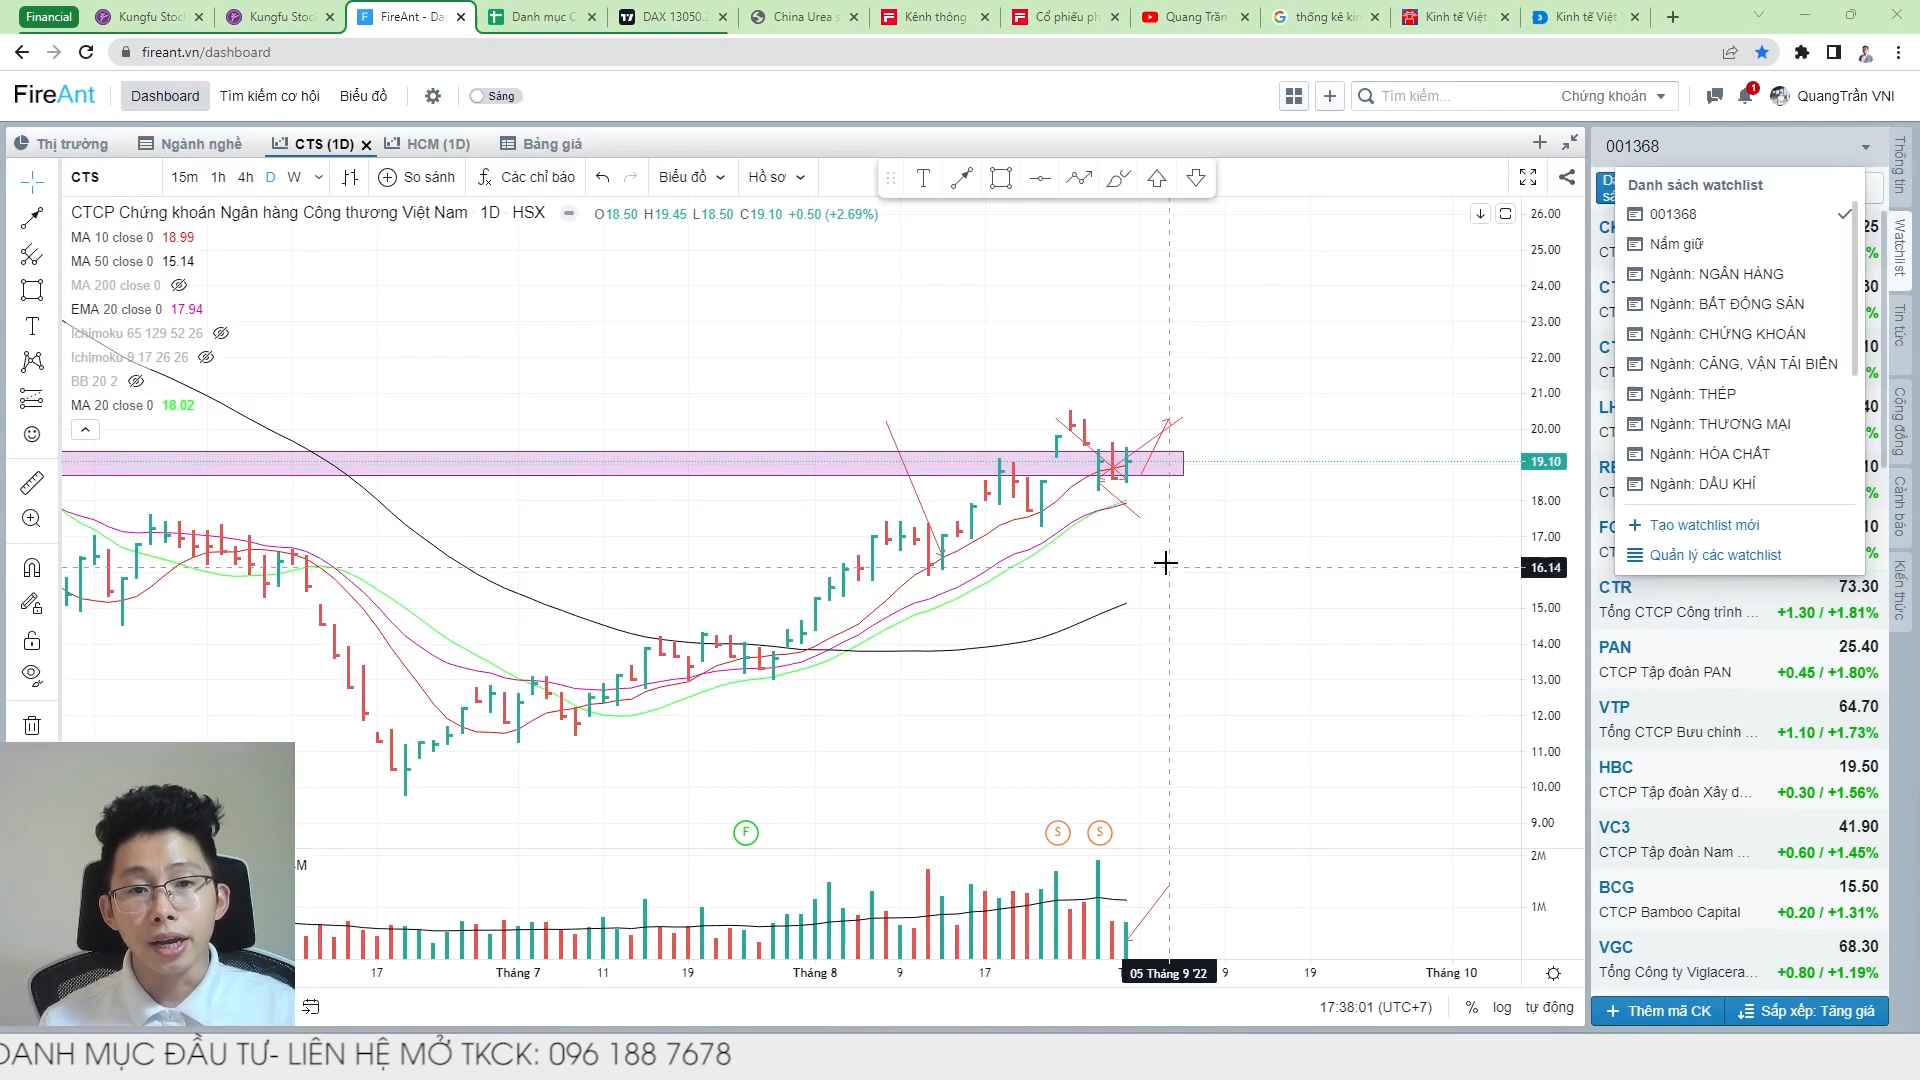 Financial
Kungfu Stoc
Kungfu Stoc
FireAnt - Da
Danh mục C
DAX 13050.
China Urea s
Kênh thông
Cổ phiếu ph
Quang Trần
thống kê kin
Kinh tế Việt
Kinh tế Việt
fireant.vn/dashboard
FireAnt
Dashboard
Tìm kiếm cơ hội
Biểu đồ
Sáng
Tìm kiếm...
Chứng khoán
1
QuangTrần VNI
Thị trường
Ngành nghề
CTS (1D)
HCM (1D)
Bảng giá
CTS
15m 1h 4h D W
So sánh
Các chỉ báo
Biểu đồ
Hồ sơ
CTCP Chứng khoán Ngân hàng Công thương Việt Nam 1D HSX
O18.50 H19.45 L18.50 C19.10 +0.50 (+2.69%)
MA 10 close 0 18.99
MA 50 close 0 15.14
MA 200 close 0
EMA 20 close 0 17.94
Ichimoku 65 129 52 26
Ichimoku 9 17 26 26
BB 20 2
MA 20 close 0 18.02
26.00
25.00
24.00
23.00
22.00
21.00
20.00
19.10
18.00
17.00
16.14
15.00
14.00
13.00
12.00
11.00
10.00
9.00
F
S
S
M
2M
1M
17
Tháng 7
11
19
Tháng 8
9
17
05 Tháng 9 '22
9
19
Tháng 10
17:38:01 (UTC+7)
%
log
tự động
001368
Danh sách watchlist
001368
Nắm giữ
Ngành: NGÂN HÀNG
Ngành: BẤT ĐỘNG SẢN
Ngành: CHỨNG KHOÁN
Ngành: CẢNG, VẬN TẢI BIỂN
Ngành: THÉP
Ngành: THƯƠNG MẠI
Ngành: HÓA CHẤT
Ngành: DẦU KHÍ
Tạo watchlist mới
Quản lý các watchlist
CTR 73.30
Tổng CTCP Công trình ... +1.30 / +1.81%
PAN 25.40
CTCP Tập đoàn PAN +0.45 / +1.80%
VTP 64.70
Tổng CTCP Bưu chính ... +1.10 / +1.73%
HBC 19.50
CTCP Tập đoàn Xây d... +0.30 / +1.56%
VC3 41.90
CTCP Tập đoàn Nam ... +0.60 / +1.45%
BCG 15.50
CTCP Bamboo Capital +0.20 / +1.31%
VGC 68.30
Tổng Công ty Viglacera... +0.80 / +1.19%
Thêm mã CK
Sắp xếp: Tăng giá
Thông tin
Watchlist
Tin tức
Cộng đồng
Cảnh báo
Kiến thức
DANH MỤC ĐẦU TƯ- LIÊN HỆ MỞ TKCK: 096 188 7678